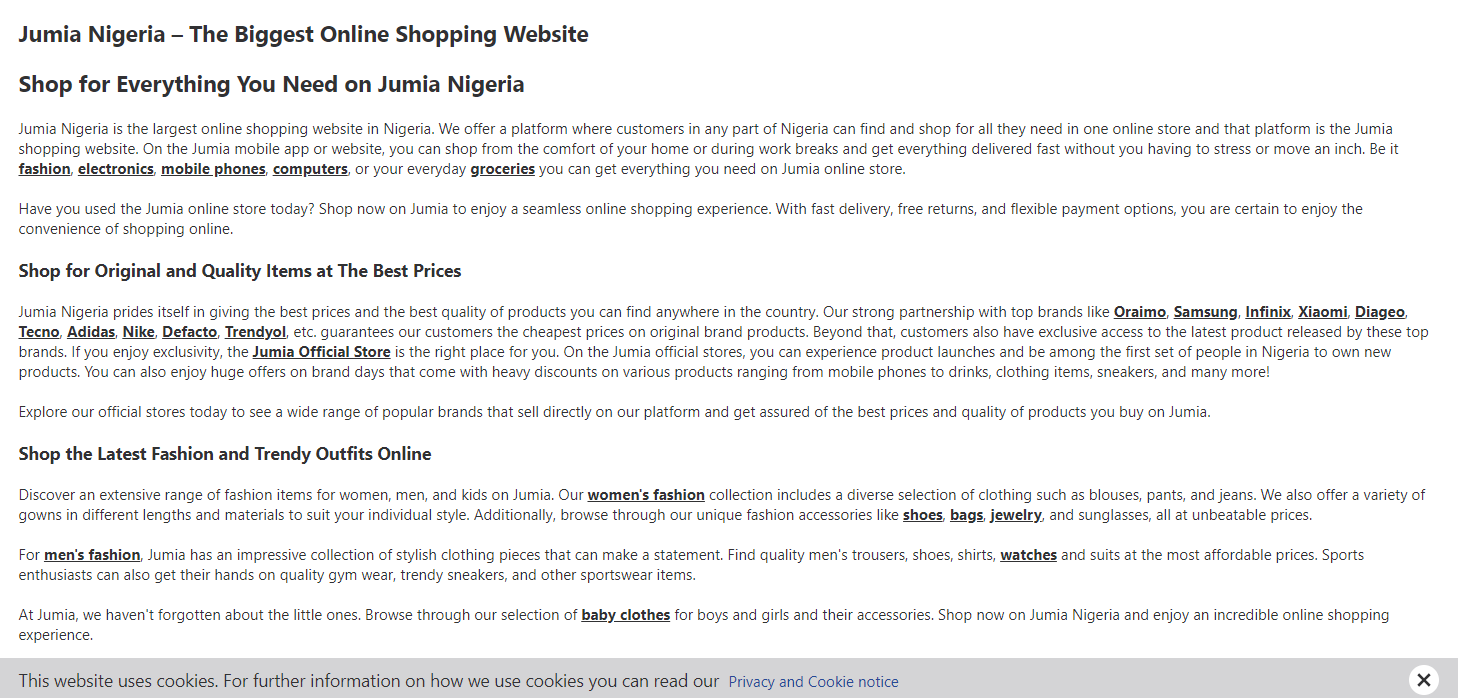 Jumia Nigeria – The Biggest Online Shopping Website
Shop for Everything You Need on Jumia Nigeria
Jumia Nigeria is the largest online shopping website in Nigeria. We offer a platform where customers in any part of Nigeria can find and shop for all they need in one online store and that platform is the Jumia
shopping website. On the Jumia mobile app or website, you can shop from the comfort of your home or during work breaks and get everything delivered fast without you having to stress or move an inch. Be it
fashion, electronics, mobile phones, computers, or your everyday groceries you can get everything you need on Jumia online store.
Have you used the Jumia online store today? Shop now on Jumia to enjoy a seamless online shopping experience. With fast delivery, free returns, and flexible payment options, you are certain to enjoy the
convenience of shopping online.
Shop for Original and Quality Items at The Best Prices
Jumia Nigeria prides itself in giving the best prices and the best quality of products you can find anywhere in the country. Our strong partnership with top brands like Oraimo, Samsung, Infinix, Xiaomi, Diageo,
Tecno, Adidas, Nike, Defacto, Trendyol, etc. guarantees our customers the cheapest prices on original brand products. Beyond that, customers also have exclusive access to the latest product released by these top
brands. If you enjoy exclusivity, the Jumia Official Store is the right place for you. On the Jumia official stores, you can experience product launches and be among the first set of people in Nigeria to own new
products. You can also enjoy huge offers on brand days that come with heavy discounts on various products ranging from mobile phones to drinks, clothing items, sneakers, and many more!
Explore our official stores today to see a wide range of popular brands that sell directly on our platform and get assured of the best prices and quality of products you buy on Jumia.
Shop the Latest Fashion and Trendy Outfits Online
Discover an extensive range of fashion items for women, men, and kids on Jumia. Our women's fashion collection includes a diverse selection of clothing such as blouses, pants, and jeans. We also offer a variety of
gowns in different lengths and materials to suit your individual style. Additionally, browse through our unique fashion accessories like shoes, bags, jewelry, and sunglasses, all at unbeatable prices.
For men's fashion, Jumia has an impressive collection of stylish clothing pieces that can make a statement. Find quality men's trousers, shoes, shirts, watches and suits at the most affordable prices. Sports
enthusiasts can also get their hands on quality gym wear, trendy sneakers, and other sportswear items.
At Jumia, we haven't forgotten about the little ones. Browse through our selection of baby clothes for boys and girls and their accessories. Shop now on Jumia Nigeria and enjoy an incredible online shopping
experience.
This website uses cookies. For further information on how we use cookies you can read our Privacy and Cookie notice